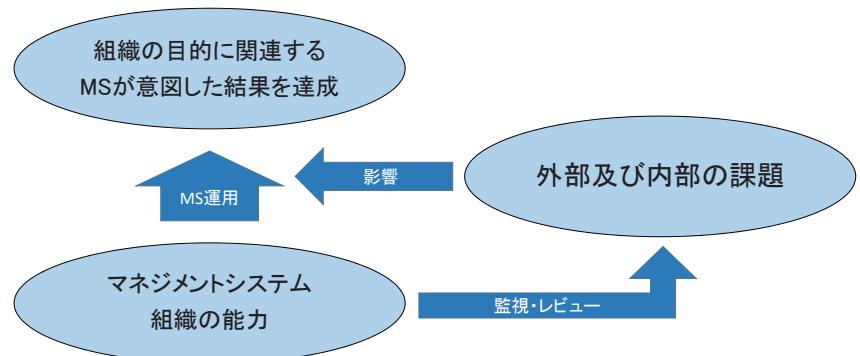 組織の目的に関連する
MSが意図した結果を達成
影響
外部及び内部の課題
MS運用
マネジメントシステム
組織の能力
監視・レビュー